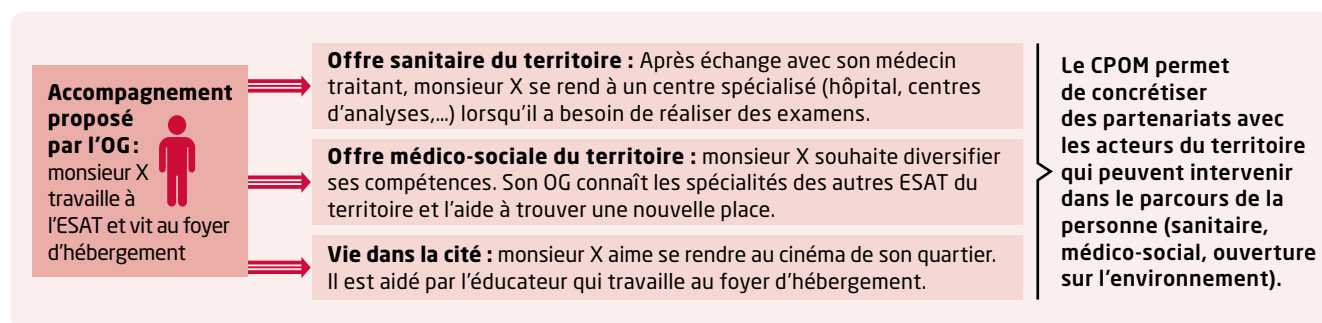 Accompagnement
proposé
par l'OG :
monsieur X
travaille à
l'ESAT et vit au foyer
d'hébergement
Offre sanitaire du territoire : Après échange avec son médecin
traitant, monsieur X se rend à un centre spécialisé (hôpital, centres
d'analyses,...) lorsqu'il a besoin de réaliser des examens.
Offre médico-sociale du territoire : monsieur X souhaite diversifier
ses compétences. Son OG connaît les spécialités des autres ESAT du
territoire et l'aide à trouver une nouvelle place.
Vie dans la cité : monsieur X aime se rendre au cinéma de son quartier.
Il est aidé par l'éducateur qui travaille au foyer d'hébergement.
Le CPOM permet
de concrétiser
des partenariats avec
les acteurs du territoire
qui peuvent intervenir
dans le parcours de la
personne (sanitaire,
médico-social, ouverture
sur l'environnement).